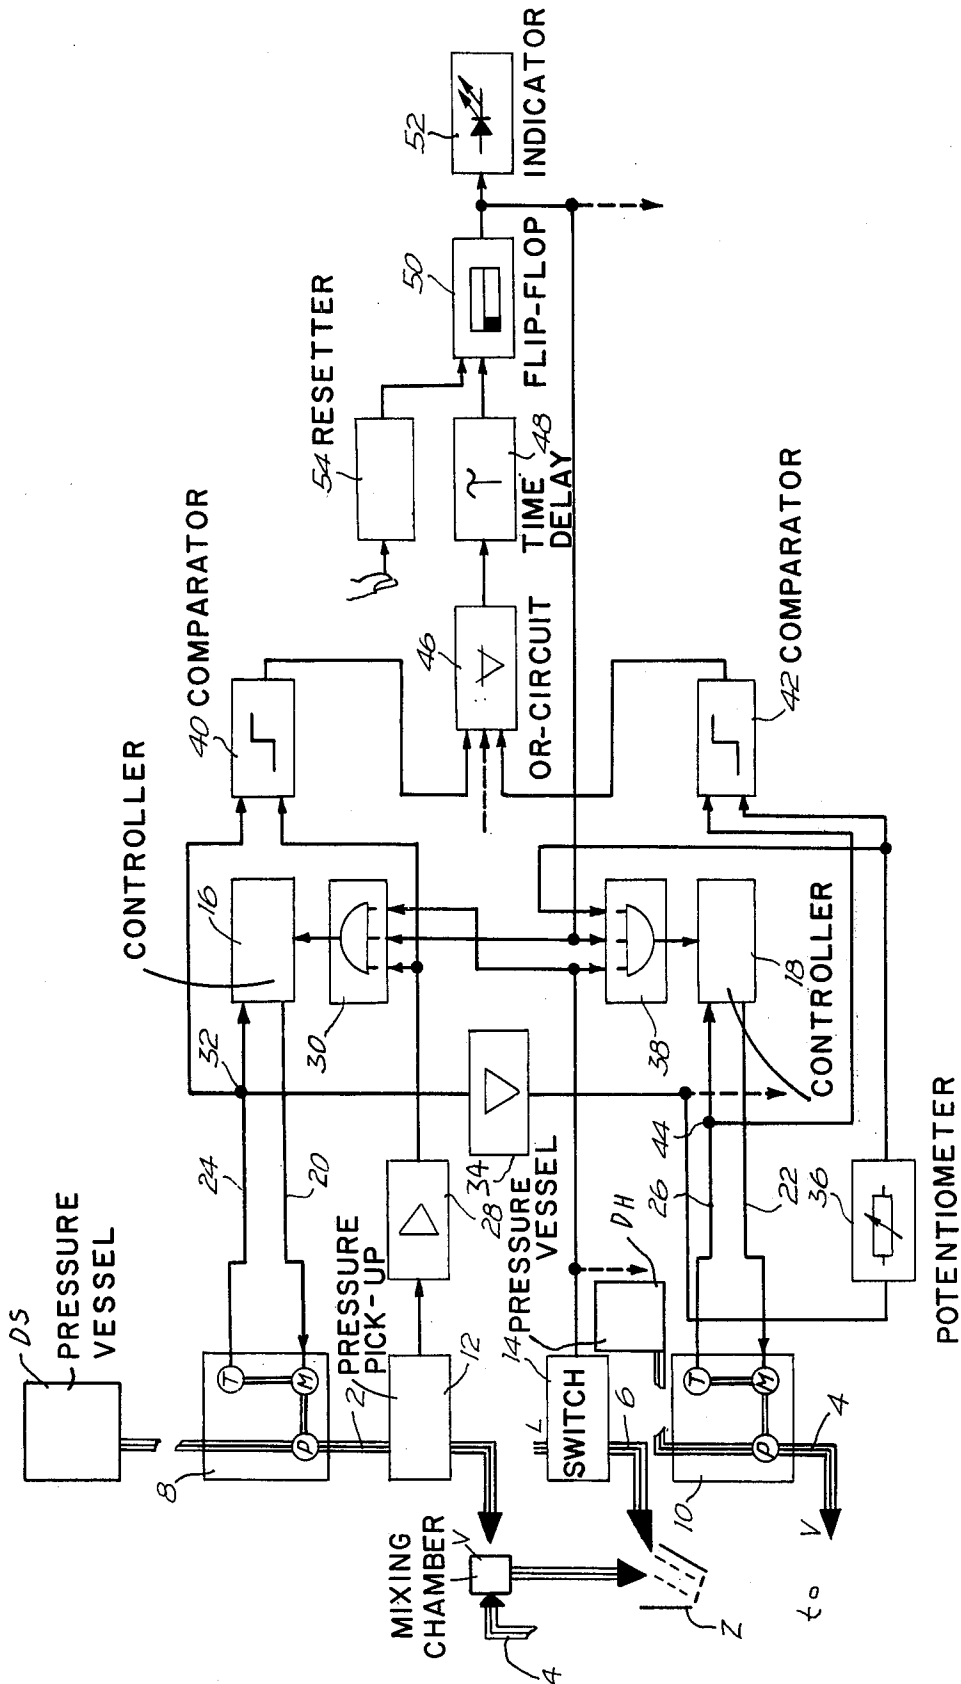 DS
PRESSURE
VESSEL
8
T
M
P
24
20
32
CONTROLLER
16
40 COMPARATOR
PRESSURE
PICK-UP
2
2
12
28
30
54 RESETTER
MIXING
CHAMBER
V
4
34
46
OR-CIRCUIT
T
48
TIME
DELAY
50
FLIP-FLOP
52
INDICATOR
L
14
SWITCH
6
PRESSURE
VESSEL
DH
Z
10
T
M
P
4
to
V
26
44
22
38
18
CONTROLLER
42 COMPARATOR
36
POTENTIOMETER